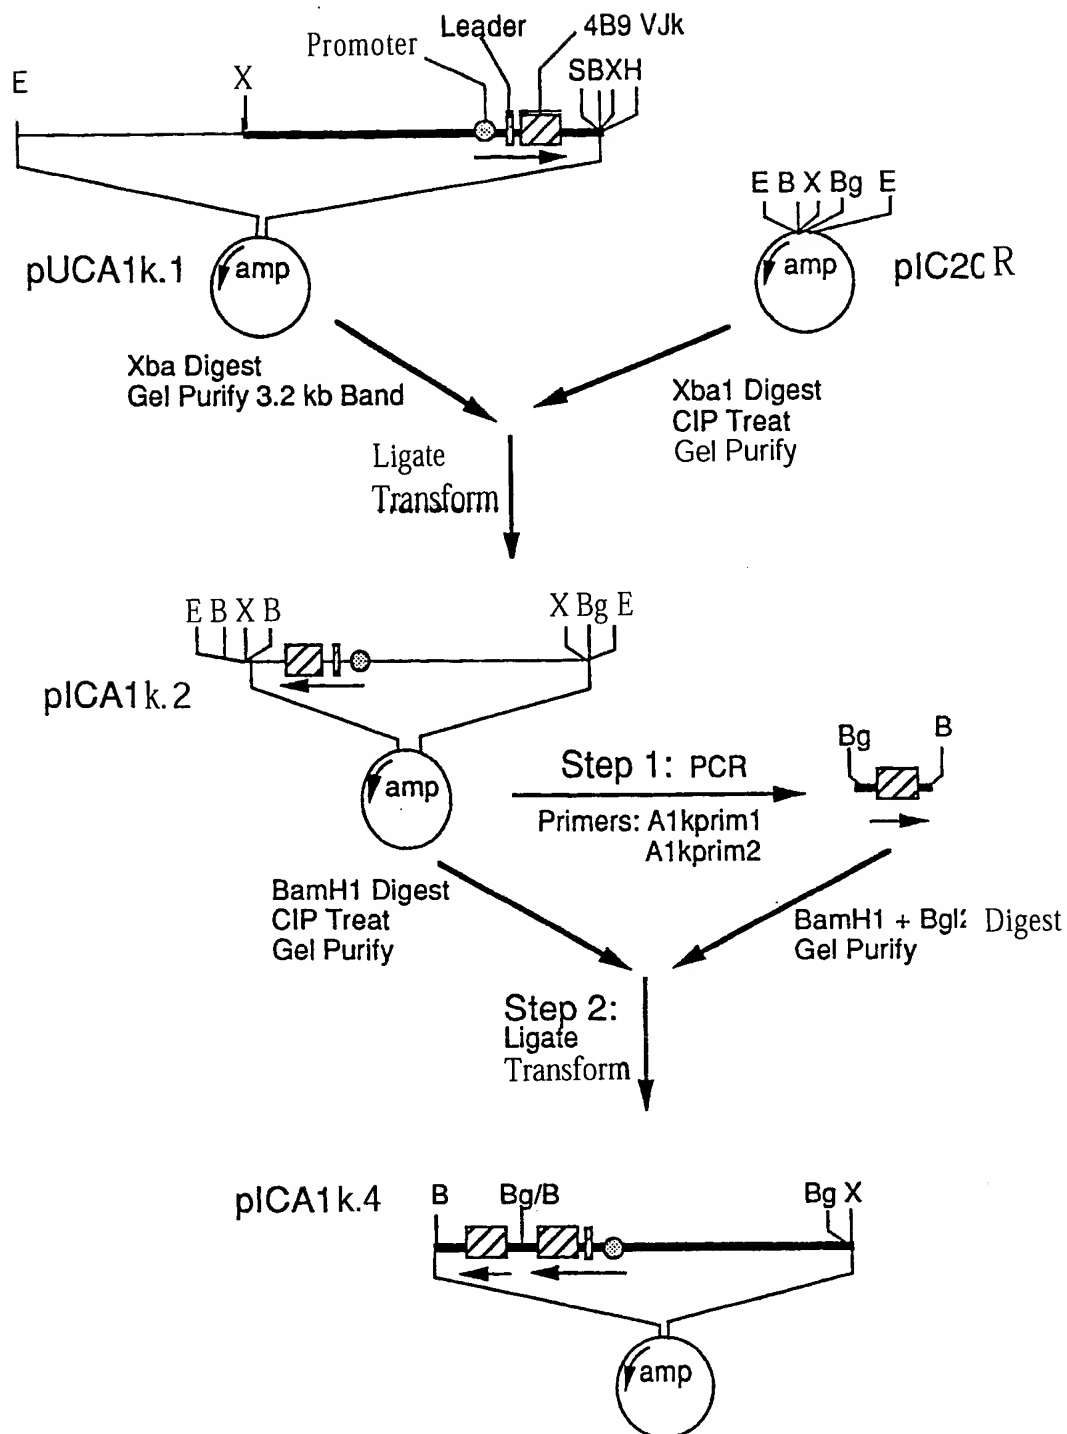 Leader
4B9 VJk
Promoter
E
X
SBXH
E B X Bg E
pUCA1k.1
amp
amp
pIC20 R
Xba Digest
Gel Purify 3.2 kb Band
Xba1 Digest
CIP Treat
Gel Purify
Ligate
Transform
E B X B
X Bg E
pICA1k.2
amp
Step 1: PCR
Primers: A1kprim1
A1kprim2
Bg
B
BamH1 Digest
CIP Treat
Gel Purify
BamH1 + Bgl2 Digest
Gel Purify
Step 2:
Ligate
Transform
pICA1k.4
B
Bg/B
Bg X
amp